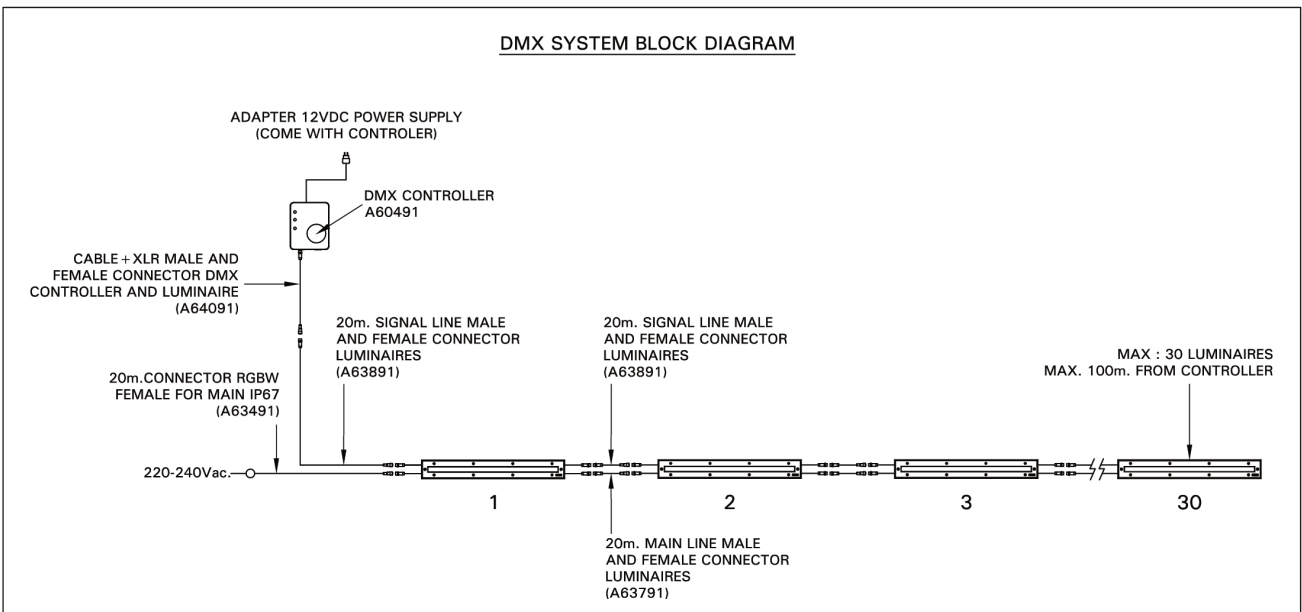 DMX SYSTEM BLOCK DIAGRAM
ADAPTER 12VDC POWER SUPPLY
(COME WITH CONTROLER)
DMX CONTROLLER
A60491
CABLE+XLR MALE AND
FEMALE CONNECTOR DMX
CONTROLLER AND LUMINAIRE
(A64091)
20m. SIGNAL LINE MALE
AND FEMALE CONNECTOR
LUMINAIRES
(A63891)
20m. SIGNAL LINE MALE
AND FEMALE CONNECTOR
LUMINAIRES
(A63891)
MAX : 30 LUMINAIRES
MAX. 100m. FROM CONTROLLER
20m.CONNECTOR RGBW
FEMALE FOR MAIN IP67
(A63491)
220-240Vac.
1
2
3
30
20m. MAIN LINE MALE
AND FEMALE CONNECTOR
LUMINAIRES
(A63791)